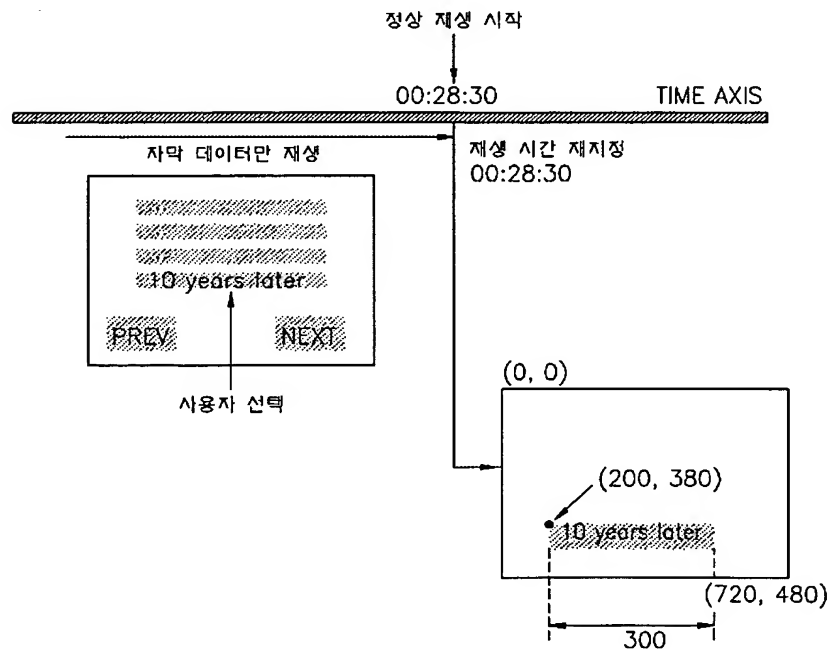 정상 재생 시작
00:28:30
TIME AXIS
자막 데이터만 재생
재생 시간 재지정
00:28:30
10 years later
PREV
NEXT
사용자 선택
(0, 0)
(200, 380)
10 years later
(720, 480)
300